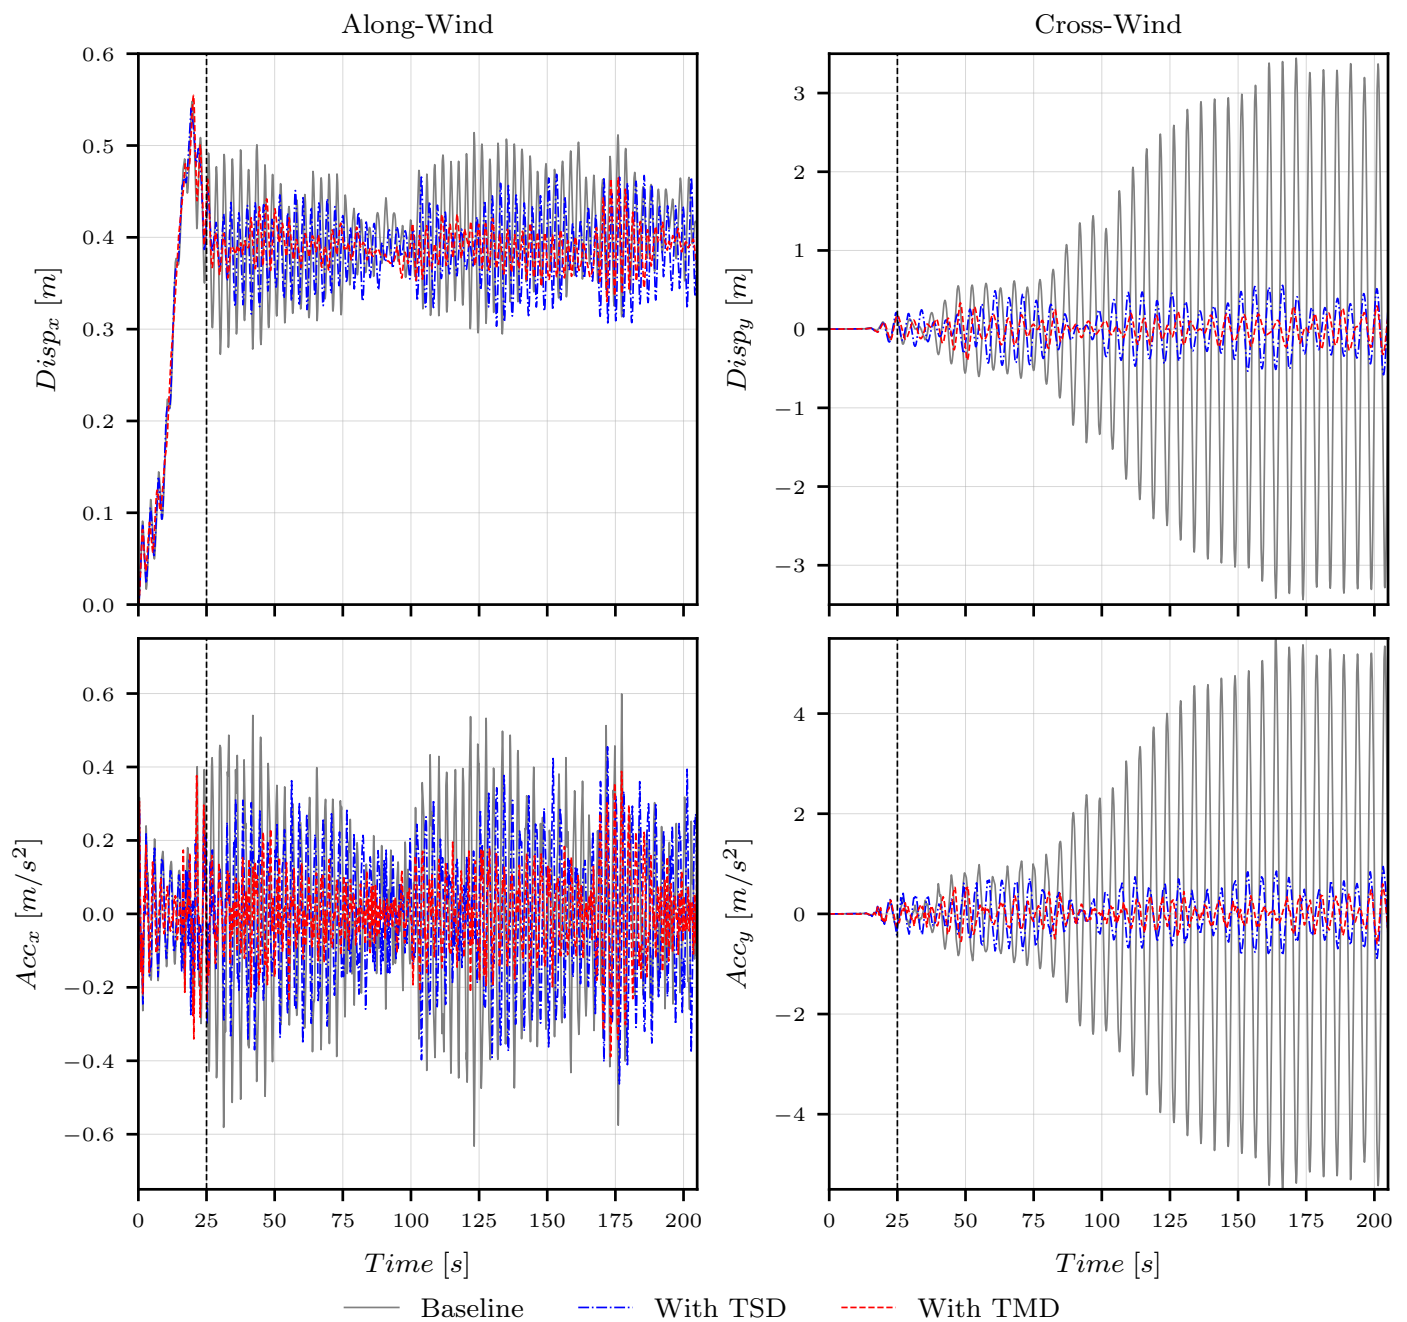 Along-Wind
Cross-Wind
Disp_x [m]
0.6
0.5
0.4
0.3
0.2
0.1
0.0
Disp_y [m]
3
2
1
0
−1
−2
−3
Acc_x [m/s²]
0.6
0.4
0.2
0.0
−0.2
−0.4
−0.6
Acc_y [m/s²]
4
2
0
−2
−4
0 25 50 75 100 125 150 175 200
0 25 50 75 100 125 150 175 200
Time [s]
Time [s]
Baseline With TSD With TMD